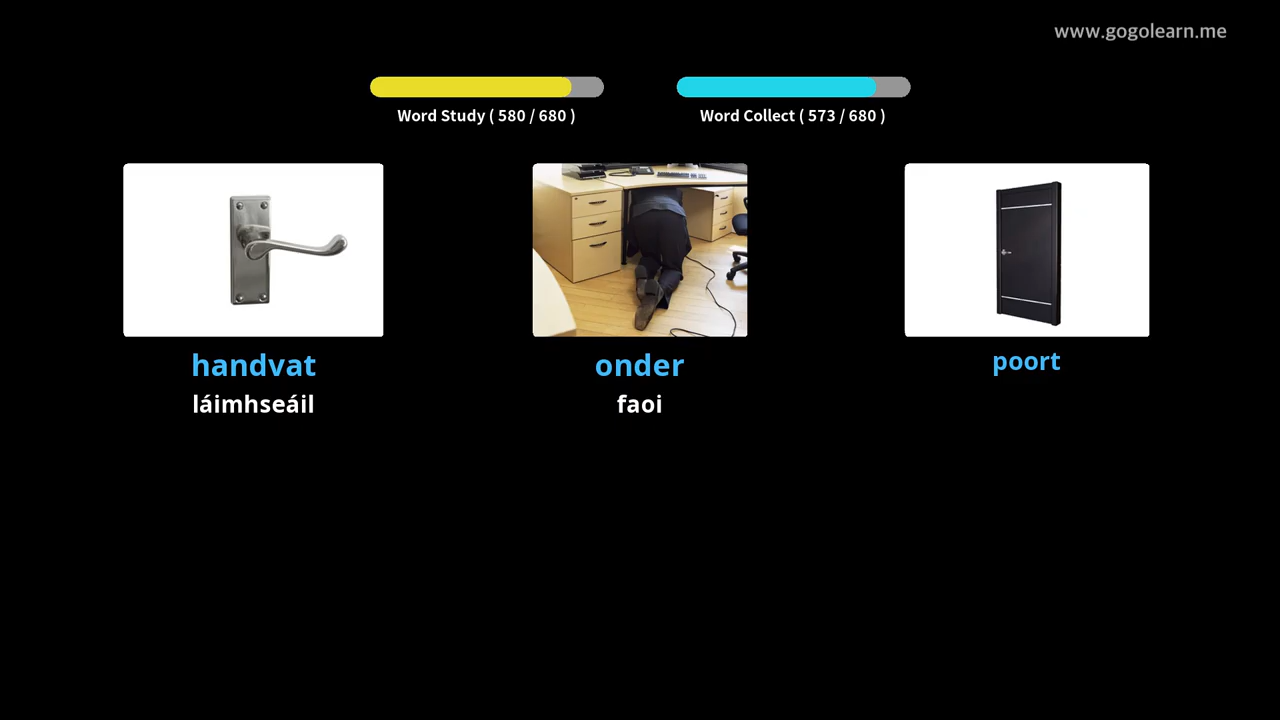 www.gogolearn.me
Word Study ( 580 / 680 )
Word Collect ( 573 / 680 )
handvat
láimhseáil
onder
faoi
poort